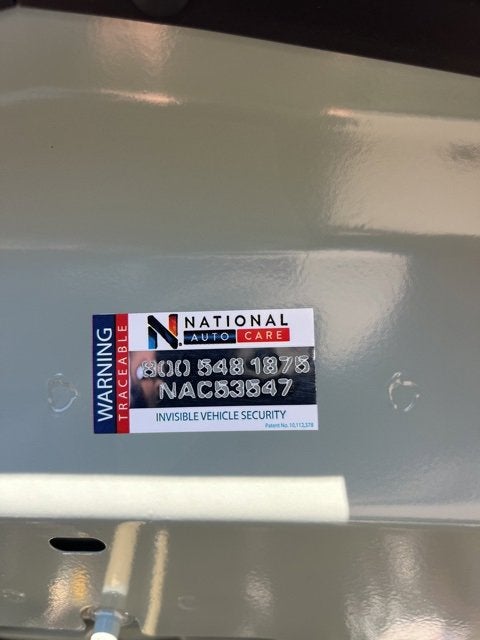 WARNING
TRACEABLE
N.
NATIONAL
AUTO CARE
800 548 1875
NAC53547
INVISIBLE VEHICLE SECURITY
Patent No. 10,112,578